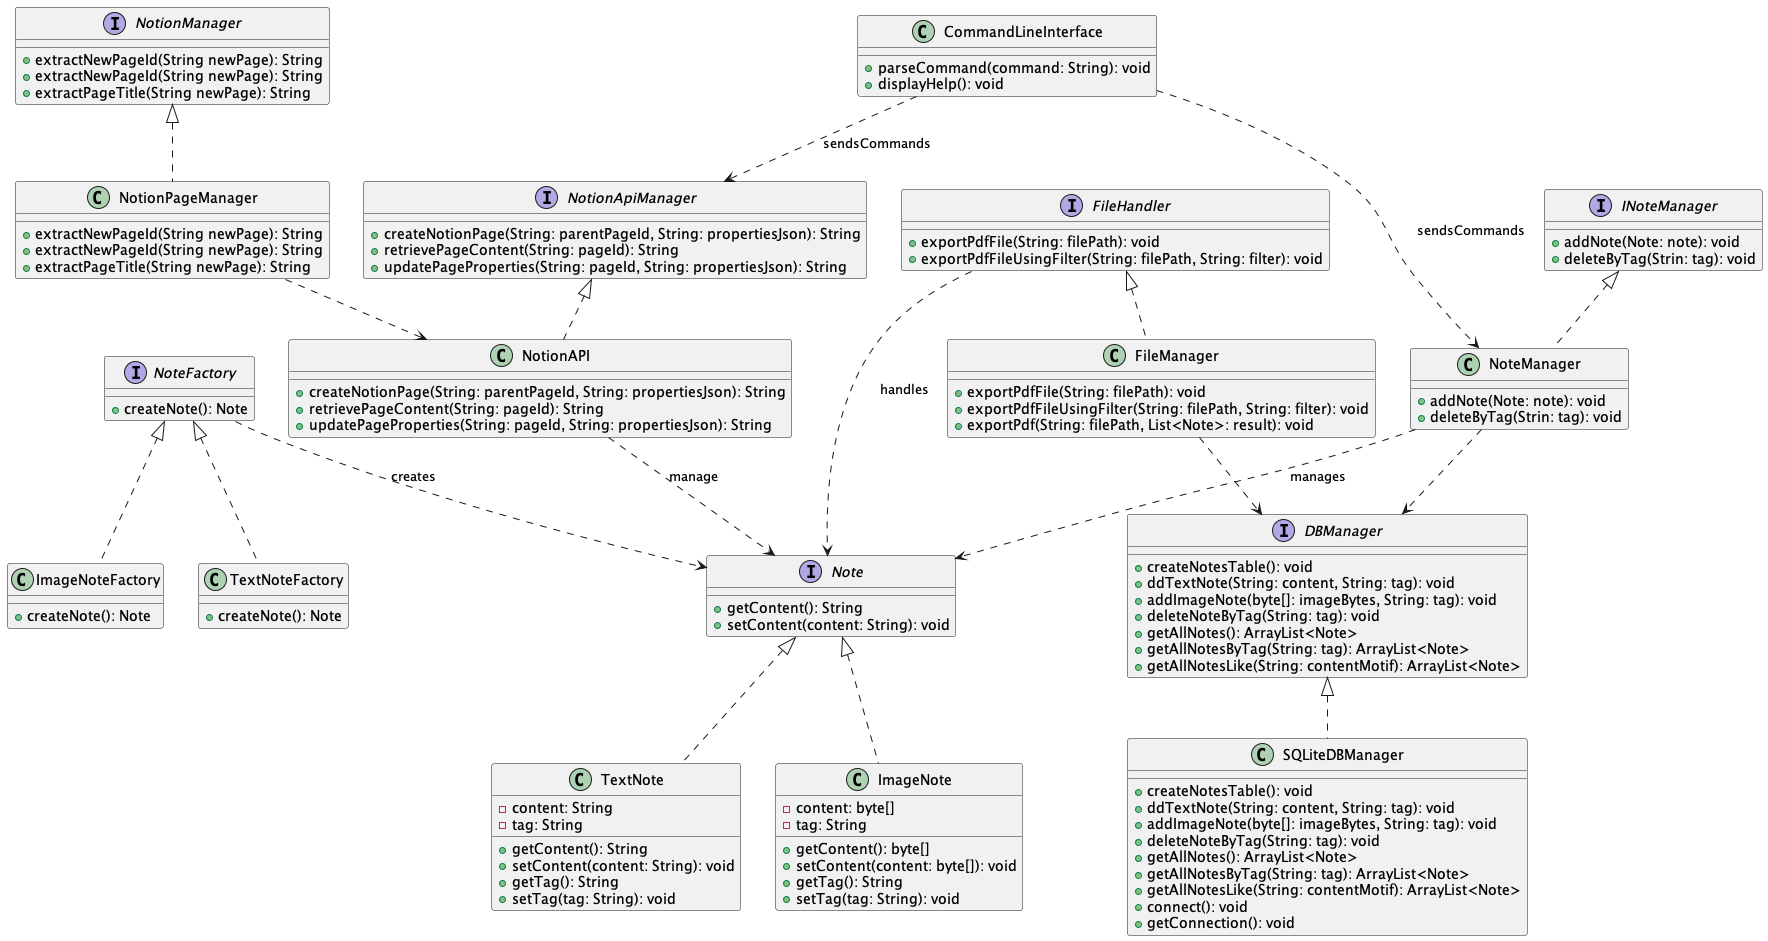 NotionManager
extractNewPageId(String newPage): String
extractNewPageId(String newPage): String
extractPageTitle(String newPage): String
CommandLineInterface
parseCommand(command: String): void
displayHelp(): void
sendsCommands
sendsCommands
NotionPageManager
extractNewPageId(String newPage): String
extractNewPageId(String newPage): String
extractPageTitle(String newPage): String
NotionApiManager
createNotionPage(String: parentPageId, String: propertiesJson): String
retrievePageContent(String: pageId): String
updatePageProperties(String: pageId, String: propertiesJson): String
FileHandler
exportPdfFile(String: filePath): void
exportPdfFileUsingFilter(String: filePath, String: filter): void
INoteManager
addNote(Note: note): void
deleteByTag(Strin: tag): void
NoteFactory
createNote(): Note
NotionAPI
createNotionPage(String: parentPageId, String: propertiesJson): String
retrievePageContent(String: pageId): String
updatePageProperties(String: pageId, String: propertiesJson): String
handles
FileManager
exportPdfFile(String: filePath): void
exportPdfFileUsingFilter(String: filePath, String: filter): void
exportPdf(String: filePath, List<Note>: result): void
NoteManager
addNote(Note: note): void
deleteByTag(Strin: tag): void
creates
manage
manages
ImageNoteFactory
createNote(): Note
TextNoteFactory
createNote(): Note
Note
getContent(): String
setContent(content: String): void
DBManager
createNotesTable(): void
ddTextNote(String: content, String: tag): void
addImageNote(byte[]: imageBytes, String: tag): void
deleteNoteByTag(String: tag): void
getAllNotes(): ArrayList<Note>
getAllNotesByTag(String: tag): ArrayList<Note>
getAllNotesLike(String: contentMotif): ArrayList<Note>
TextNote
content: String
tag: String
getContent(): String
setContent(content: String): void
getTag(): String
setTag(tag: String): void
ImageNote
content: byte[]
tag: String
getContent(): byte[]
setContent(content: byte[]): void
getTag(): String
setTag(tag: String): void
SQLiteDBManager
createNotesTable(): void
ddTextNote(String: content, String: tag): void
addImageNote(byte[]: imageBytes, String: tag): void
deleteNoteByTag(String: tag): void
getAllNotes(): ArrayList<Note>
getAllNotesByTag(String: tag): ArrayList<Note>
getAllNotesLike(String: contentMotif): ArrayList<Note>
connect(): void
getConnection(): void